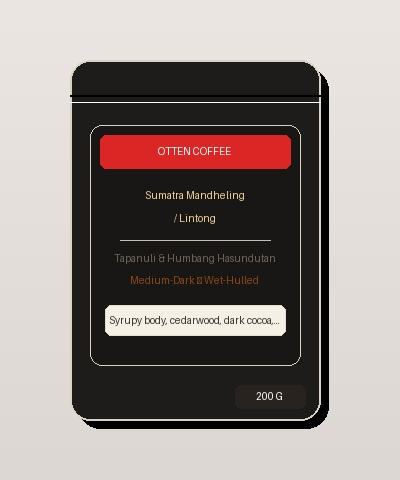 OTTEN COFFEE
Sumatra Mandheling
/ Lintong
Tapanuli & Humbang Hasundutan
Medium-Dark ▯ Wet-Hulled
Syrupy body, cedarwood, dark cocoa,...
200 G